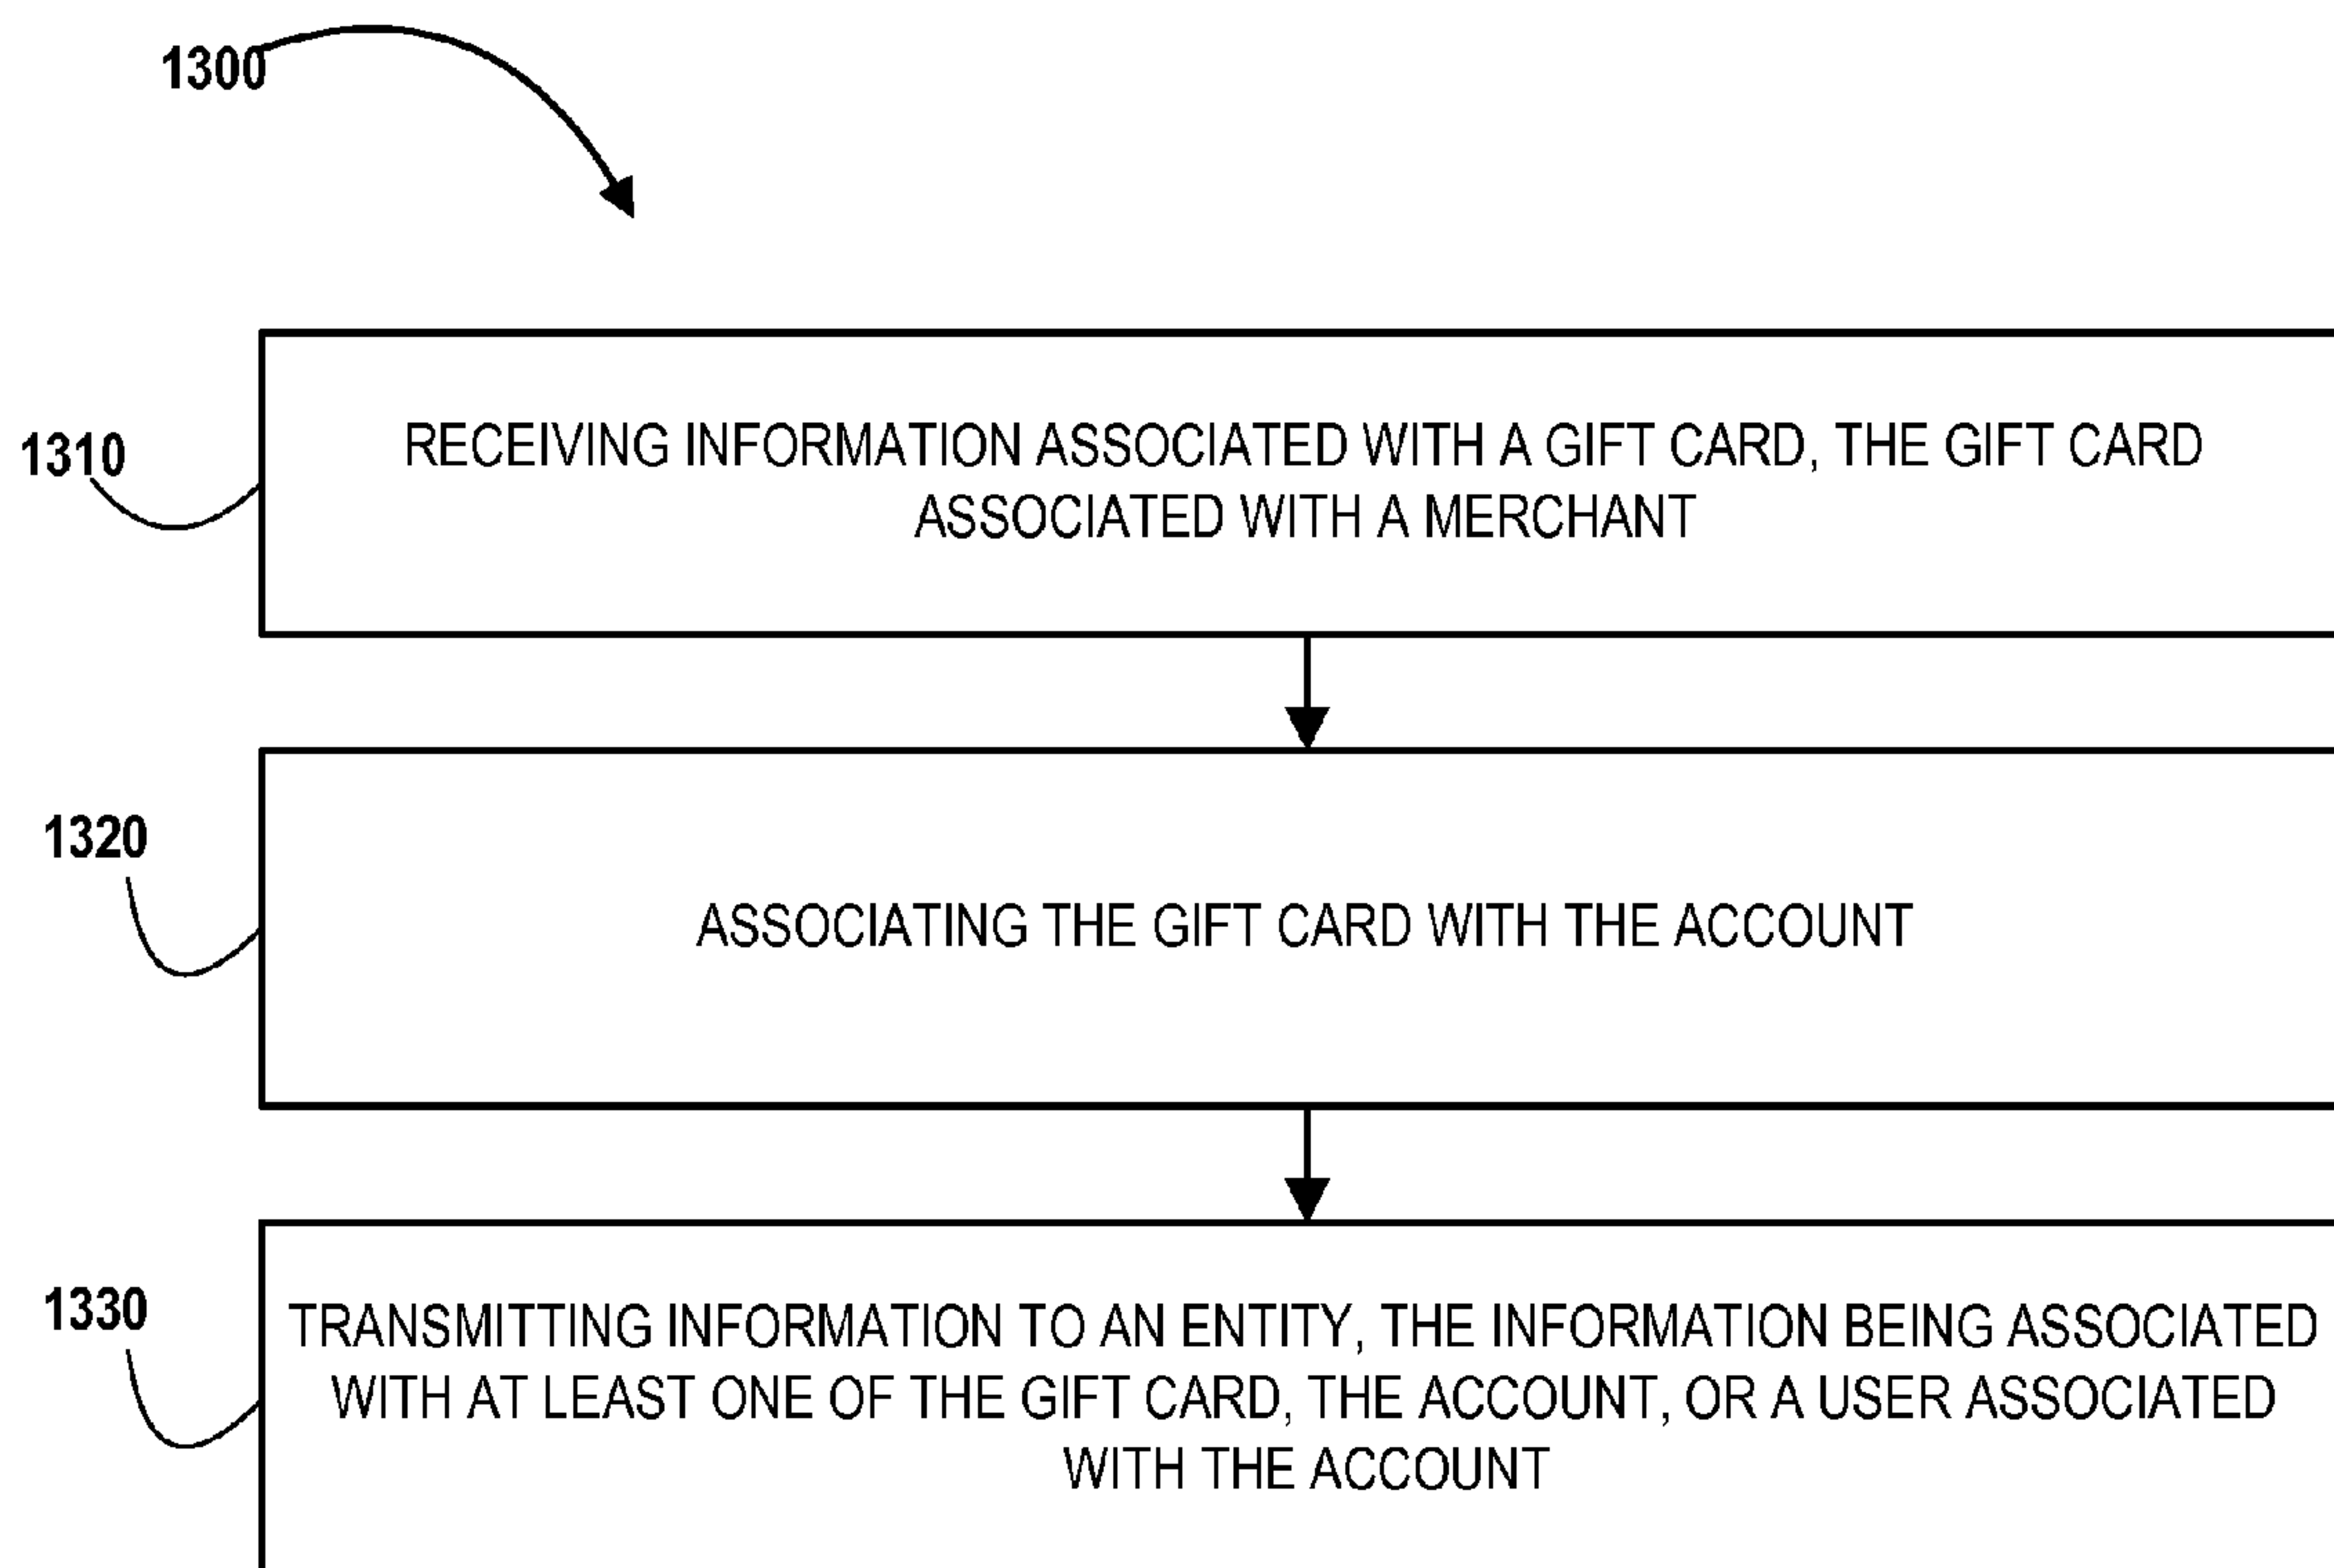 1300
1310
RECEIVING INFORMATION ASSOCIATED WITH A GIFT CARD, THE GIFT CARD
ASSOCIATED WITH A MERCHANT
1320
ASSOCIATING THE GIFT CARD WITH THE ACCOUNT
1330
TRANSMITTING INFORMATION TO AN ENTITY, THE INFORMATION BEING ASSOCIATED
WITH AT LEAST ONE OF THE GIFT CARD, THE ACCOUNT, OR A USER ASSOCIATED
WITH THE ACCOUNT